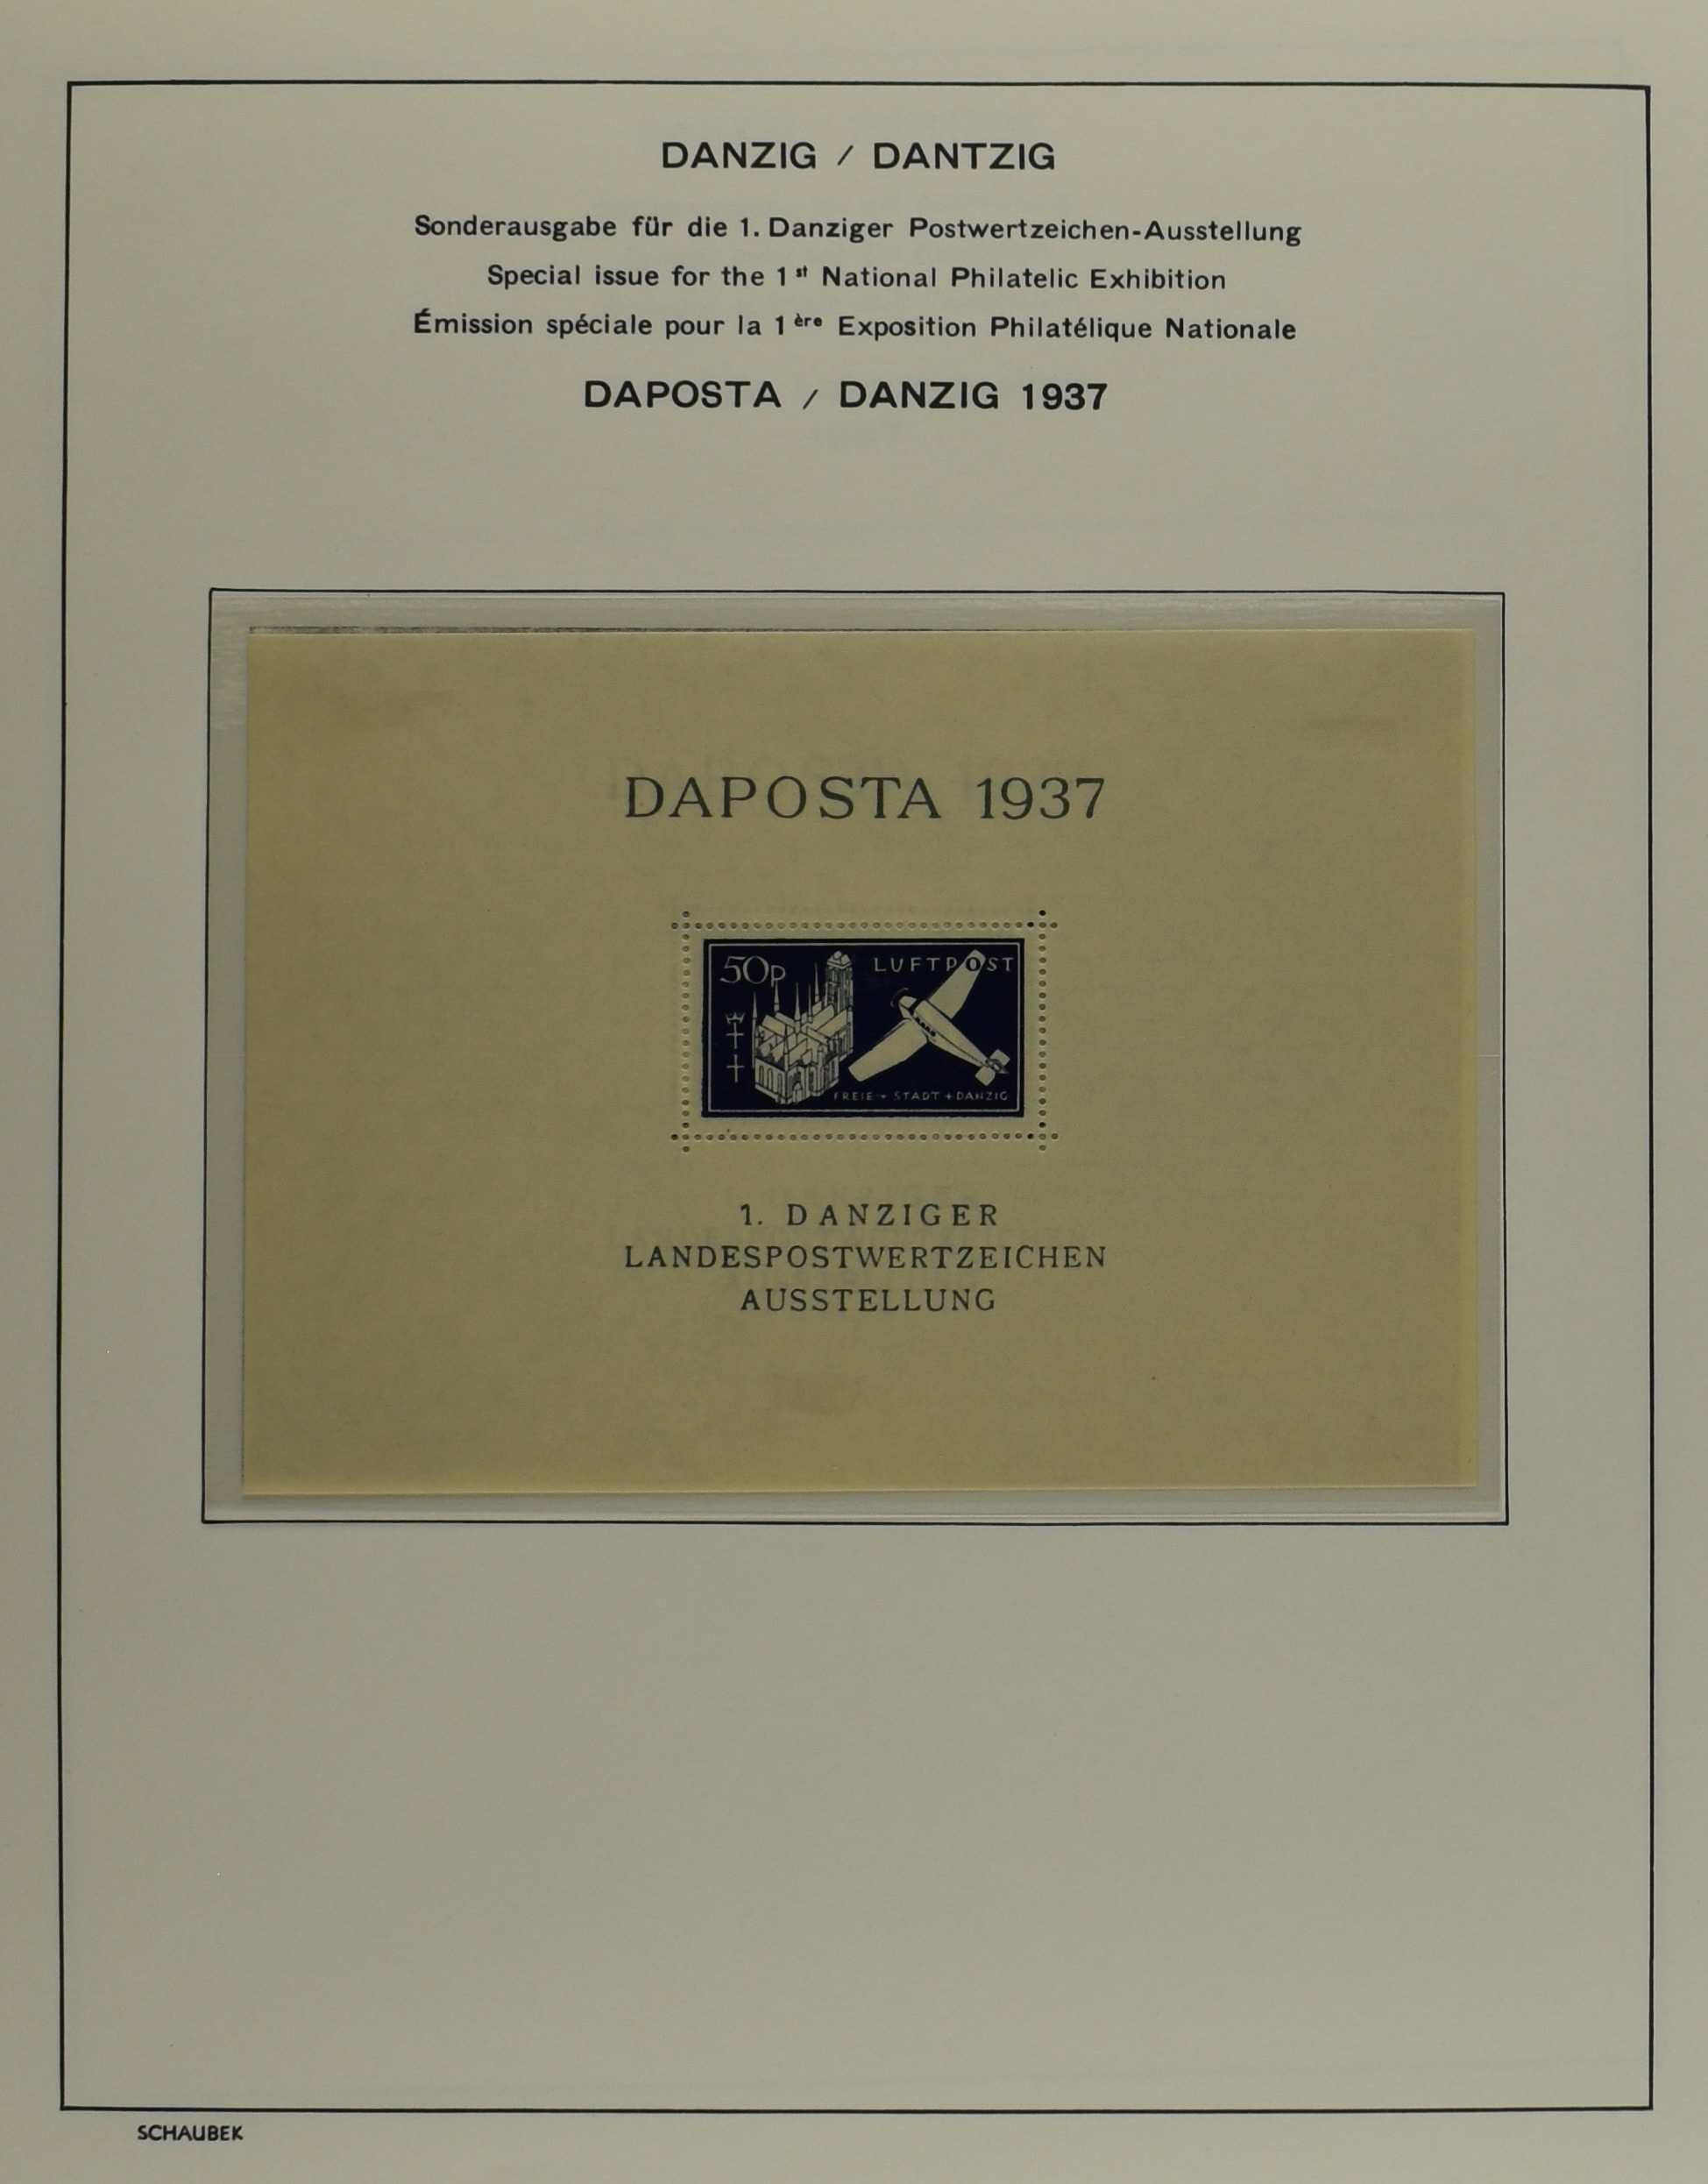 DANZIG / DANTZIG
Sonderausgabe für die 1. Danziger Postwertzeichen-Ausstellung
Special issue for the 1st National Philatelic Exhibition
Émission spéciale pour la 1ère Exposition Philatélique Nationale
DAPOSTA / DANZIG 1937
DAPOSTA 1937
50p LUFTPOST
FREIE + STADT + DANZIG
1. DANZIGER
LANDESPOSTWERTZEICHEN
AUSSTELLUNG
SCHAUBEK